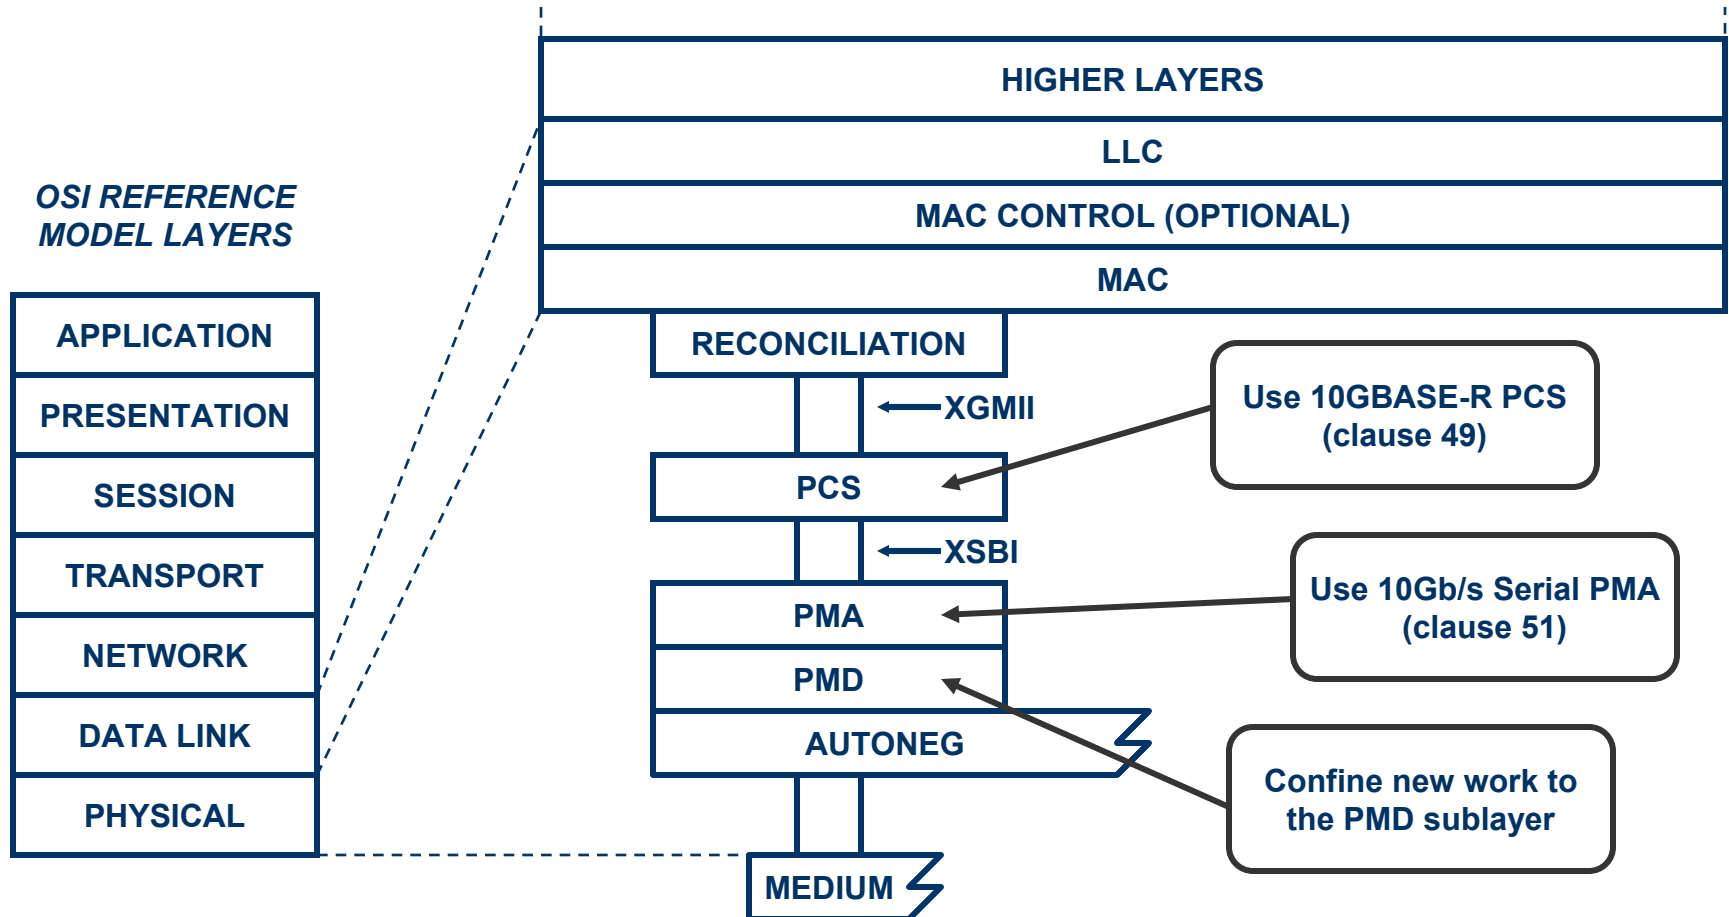 OSI REFERENCE
MODEL LAYERS
APPLICATION
PRESENTATION
SESSION
TRANSPORT
NETWORK
DATA LINK
PHYSICAL
HIGHER LAYERS
LLC
MAC CONTROL (OPTIONAL)
MAC
RECONCILIATION
XGMII
PCS
XSBI
PMA
PMD
AUTONEG
MEDIUM
Use 10GBASE-R PCS
(clause 49)
Use 10Gb/s Serial PMA
(clause 51)
Confine new work to
the PMD sublayer